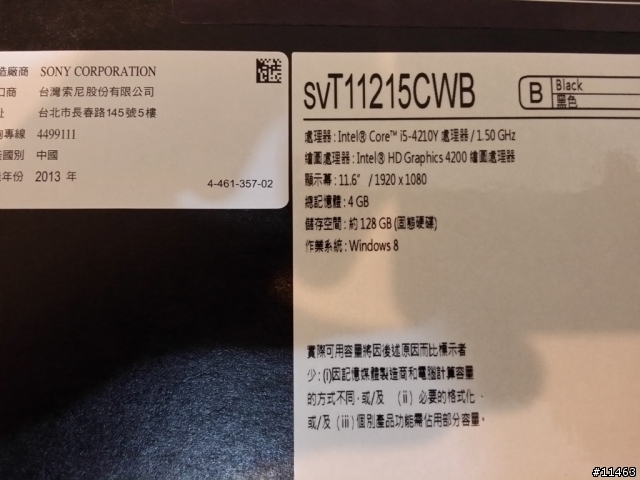 造廠商 SONY CORPORATION
口商 台灣索尼股份有限公司
址 台北市長春路145號5樓
詢專線 4499111
產國別 中國
造年份 2013 年
4-461-357-02
SVT11215CWB
B Black
黑色
處理器：Intel® Core™ i5-4210Y 處理器 / 1.50 GHz
繪圖處理器：Intel® HD Graphics 4200 繪圖處理器
顯示幕：11.6" / 1920 x 1080
總記憶體：4 GB
儲存空間：約 128 GB (固態硬碟)
作業系統：Windows 8
實際可用容量將因後述原因而比標示者
少：(i)因記憶媒體製造商和電腦計算容量
的方式不同，或/及 (ii) 必要的格式化，
或/及 (iii) 個別產品功能需佔用部分容量。
#11463